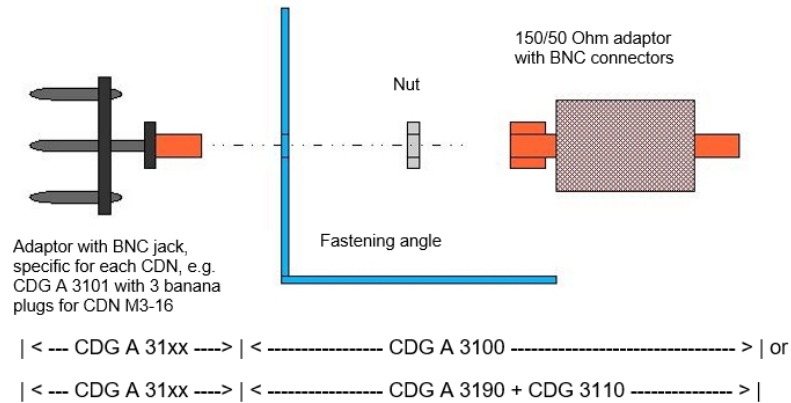 150/50 Ohm adaptor
with BNC connectors
Nut
Fastening angle
Adaptor with BNC jack,
specific for each CDN, e.g.
CDG A 3101 with 3 banana
plugs for CDN M3-16
| < --- CDG A 31xx ----> | < ----------------- CDG A 3100 --------------------------------- > | or
| < --- CDG A 31xx ----> | < ----------------- CDG A 3190 + CDG 3110 --------------- > |